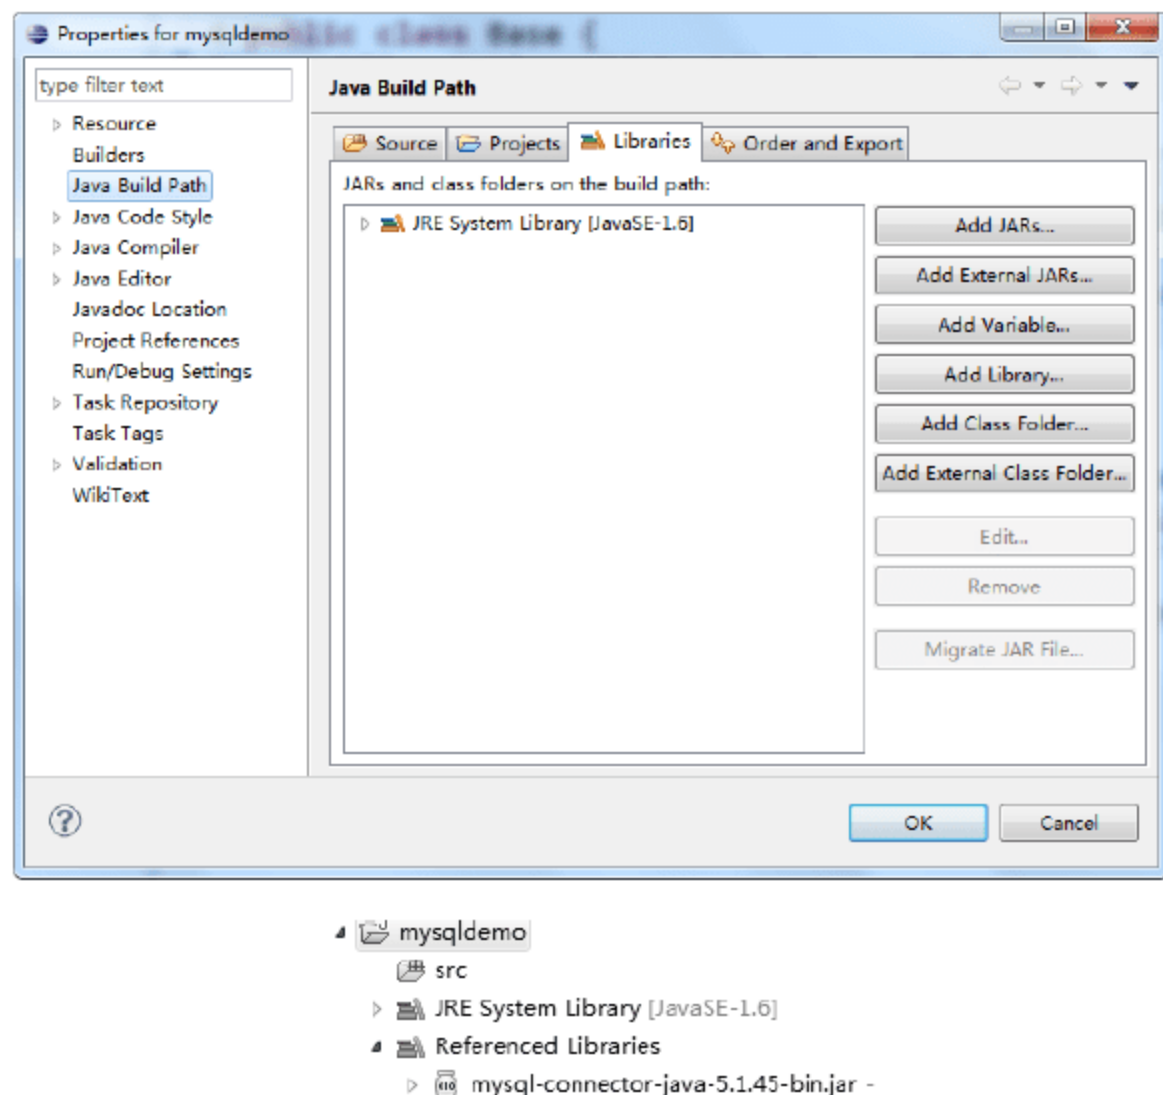 Properties for mysqldemo
public class Base {
type filter text
Resource
Builders
Java Build Path
Java Code Style
Java Compiler
Java Editor
Javadoc Location
Project References
Run/Debug Settings
Task Repository
Task Tags
Validation
WikiText
Java Build Path
Source
Projects
Libraries
Order and Export
JARs and class folders on the build path:
JRE System Library [JavaSE-1.6]
Add JARs...
Add External JARs...
Add Variable...
Add Library...
Add Class Folder...
Add External Class Folder...
Edit...
Remove
Migrate JAR File...
OK
Cancel
mysqldemo
src
JRE System Library [JavaSE-1.6]
Referenced Libraries
mysql-connector-java-5.1.45-bin.jar -